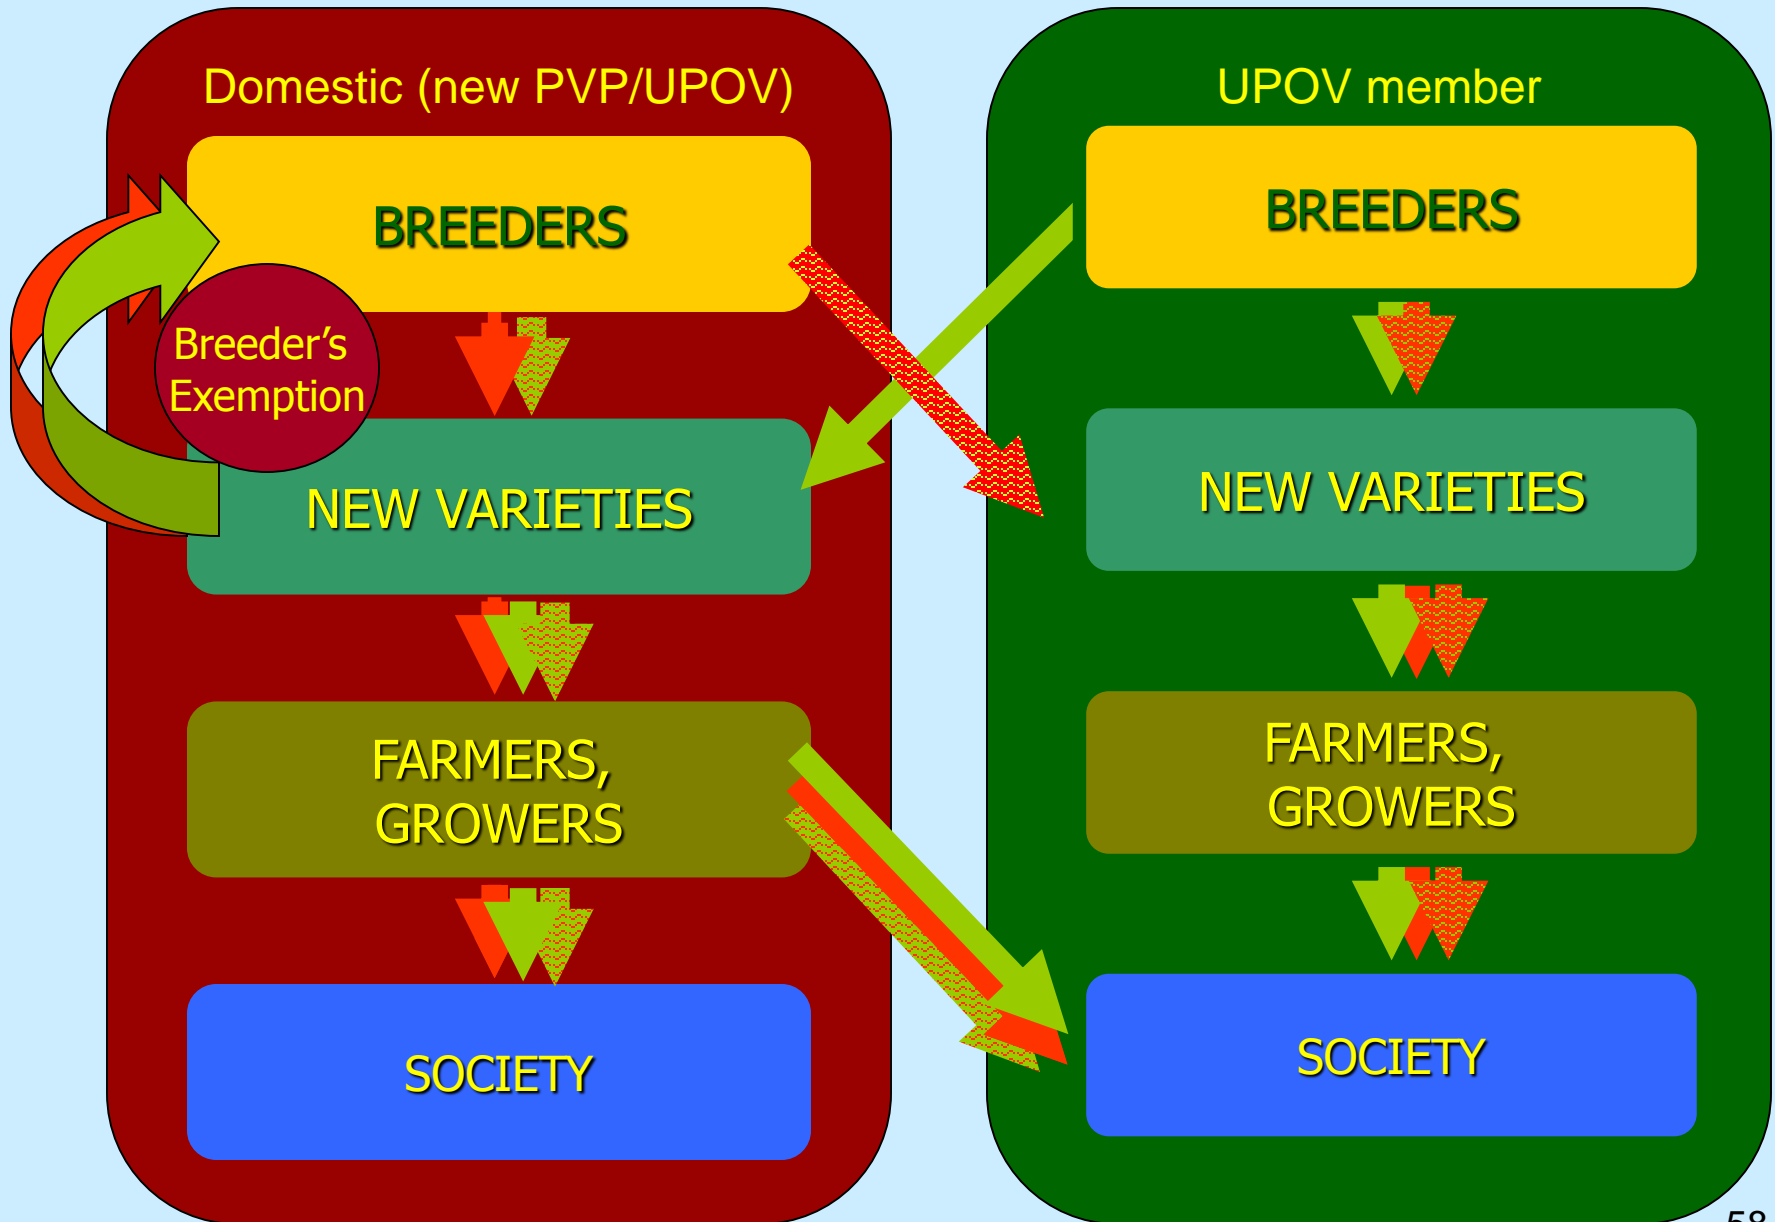 Domestic (new PVP/UPOV)
BREEDERS
Breeder’s
Exemption
NEW VARIETIES
FARMERS,
GROWERS
SOCIETY
UPOV member
BREEDERS
NEW VARIETIES
FARMERS,
GROWERS
SOCIETY
58